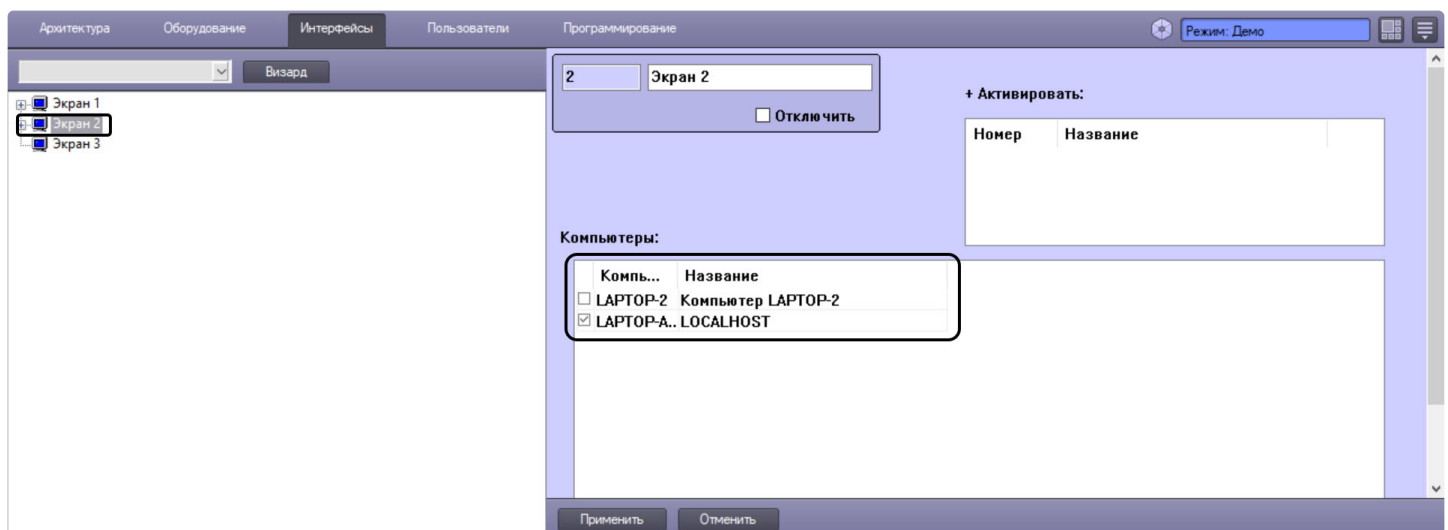 Архитектура Оборудование Интерфейсы Пользователи Программирование Режим: Демо
Визард
Экран 1
Экран 2
Экран 3
2 Экран 2
Отключить
+ Активировать:
Номер Название
Компьютеры:
Компь... Название
LAPTOP-2 Компьютер LAPTOP-2
LAPTOP-A.. LOCALHOST
Применить Отменить